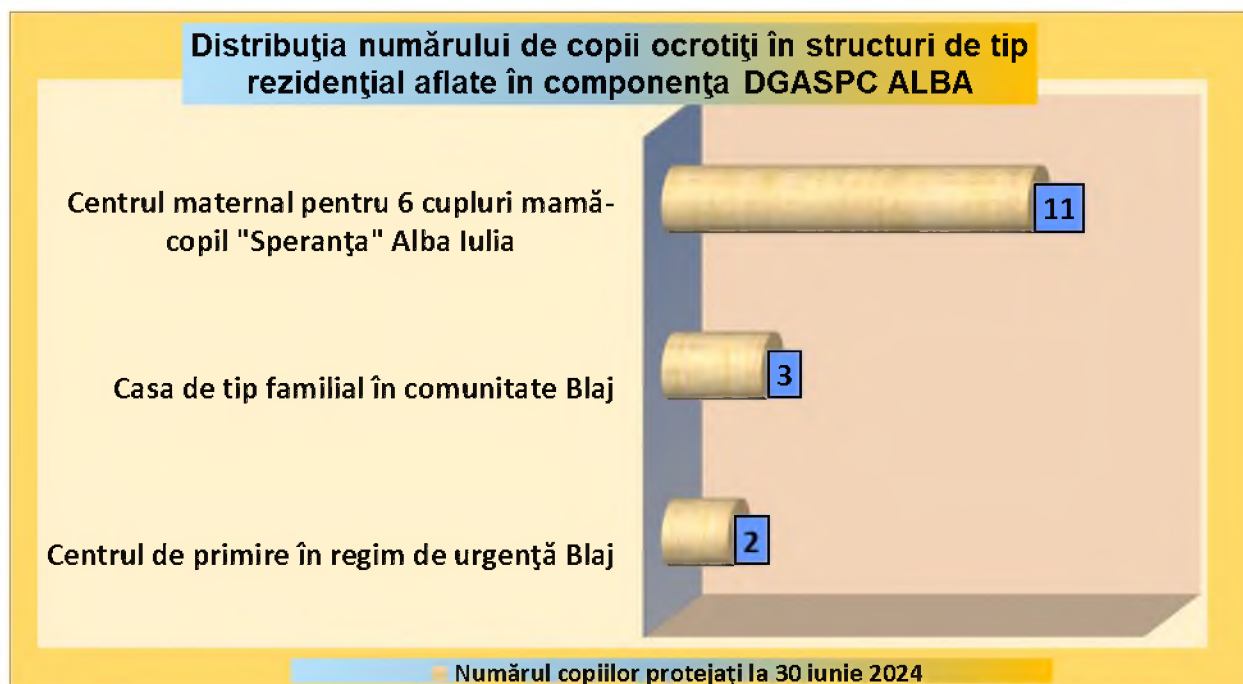 Distribuţia numărului de copii ocrotiţi în structuri de tip
rezidenţial aflate în componenţa DGASPC ALBA
Centrul maternal pentru 6 cupluri mamă-
copil "Speranţa" Alba Iulia
11
Casa de tip familial în comunitate Blaj
3
Centrul de primire în regim de urgenţă Blaj
2
Numărul copiilor protejaţi la 30 iunie 2024